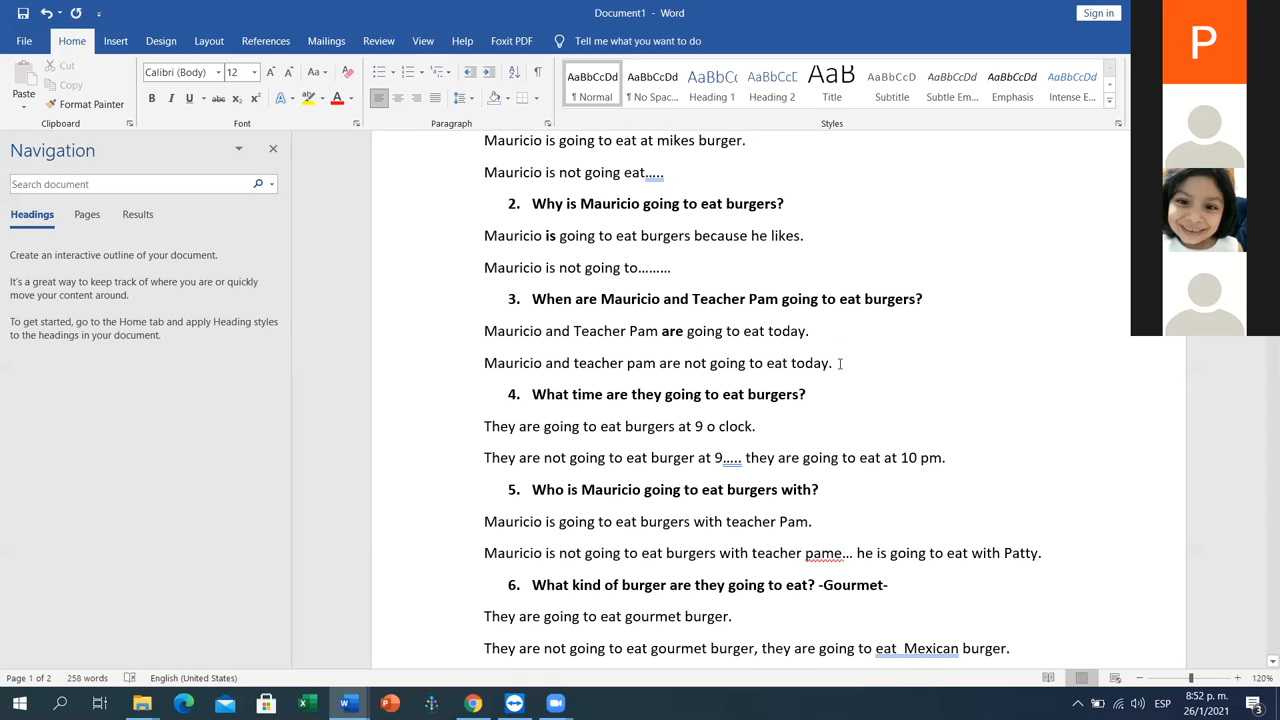 Document1 - Word
Sign in
File Home Insert Design Layout References Mailings Review View Help Foxit PDF Tell me what you want to do
Paste
Cut
Copy
Format Painter
Calibri (Body) 12
Clipboard Font Paragraph Styles
AaBbCcDd AaBbCcDd AaBbCc AaBbCcD AaB AaBbCcD AaBbCcDd AaBbCcDd AaBbCcDd
¶ Normal ¶ No Spac... Heading 1 Heading 2 Title Subtitle Subtle Em... Emphasis Intense E...
P
Navigation
Search document
Headings Pages Results
Create an interactive outline of your document.
It's a great way to keep track of where you are or quickly
move your content around.
To get started, go to the Home tab and apply Heading styles
to the headings in your document.
Mauricio is going to eat at mikes burger.
Mauricio is not going eat.....
2. Why is Mauricio going to eat burgers?
Mauricio is going to eat burgers because he likes.
Mauricio is not going to.........
3. When are Mauricio and Teacher Pam going to eat burgers?
Mauricio and Teacher Pam are going to eat today.
Mauricio and teacher pam are not going to eat today.
4. What time are they going to eat burgers?
They are going to eat burgers at 9 o clock.
They are not going to eat burger at 9..... they are going to eat at 10 pm.
5. Who is Mauricio going to eat burgers with?
Mauricio is going to eat burgers with teacher Pam.
Mauricio is not going to eat burgers with teacher pame... he is going to eat with Patty.
6. What kind of burger are they going to eat? -Gourmet-
They are going to eat gourmet burger.
They are not going to eat gourmet burger, they are going to eat Mexican burger.
Page 1 of 2 258 words English (United States) 120%
ESP
8:52 p. m.
26/1/2021
3